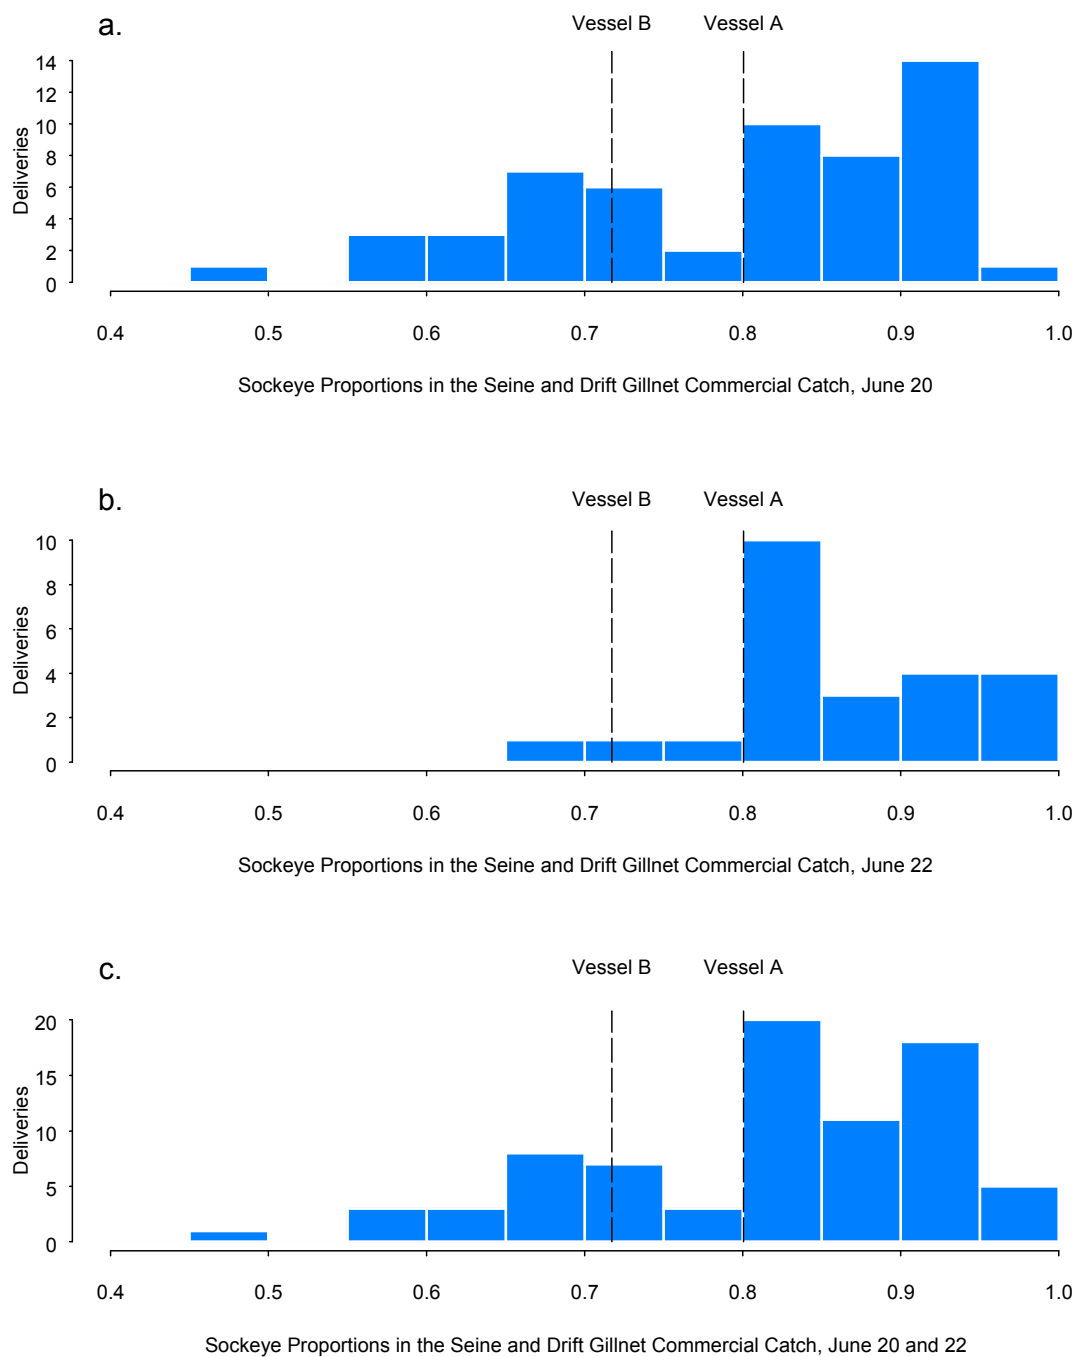 a.
Vessel B Vessel A
14
12
10
8
6
4
2
0
Deliveries
0.4 0.5 0.6 0.7 0.8 0.9 1.0
Sockeye Proportions in the Seine and Drift Gillnet Commercial Catch, June 20
b.
Vessel B Vessel A
10
8
6
4
2
0
Deliveries
0.4 0.5 0.6 0.7 0.8 0.9 1.0
Sockeye Proportions in the Seine and Drift Gillnet Commercial Catch, June 22
c.
Vessel B Vessel A
20
15
10
5
0
Deliveries
0.4 0.5 0.6 0.7 0.8 0.9 1.0
Sockeye Proportions in the Seine and Drift Gillnet Commercial Catch, June 20 and 22